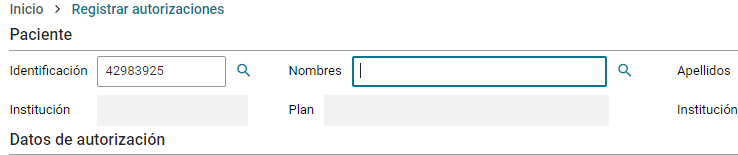 Inicio > Registrar autorizaciones
Paciente
Identificación 42983925 Nombres Apellidos
Institución Plan Institución
Datos de autorización